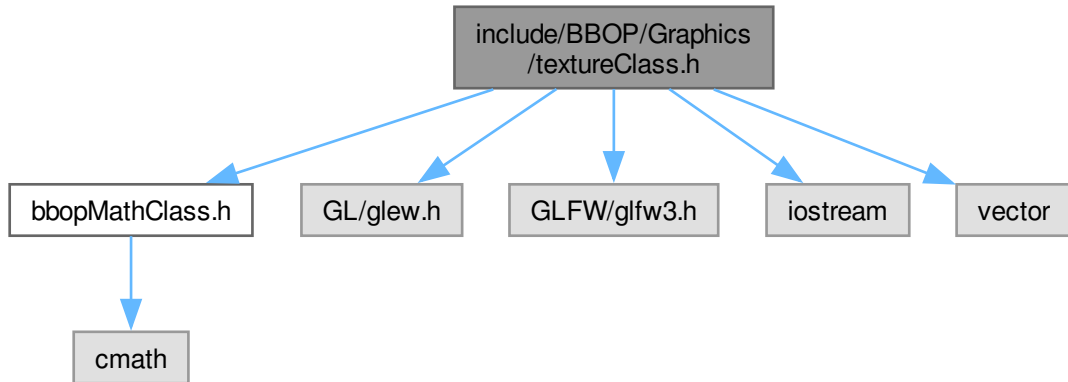 include/BBOP/Graphics
/textureClass.h
bbopMathClass.h
GL/glew.h
GLFW/glfw3.h
iostream
vector
cmath